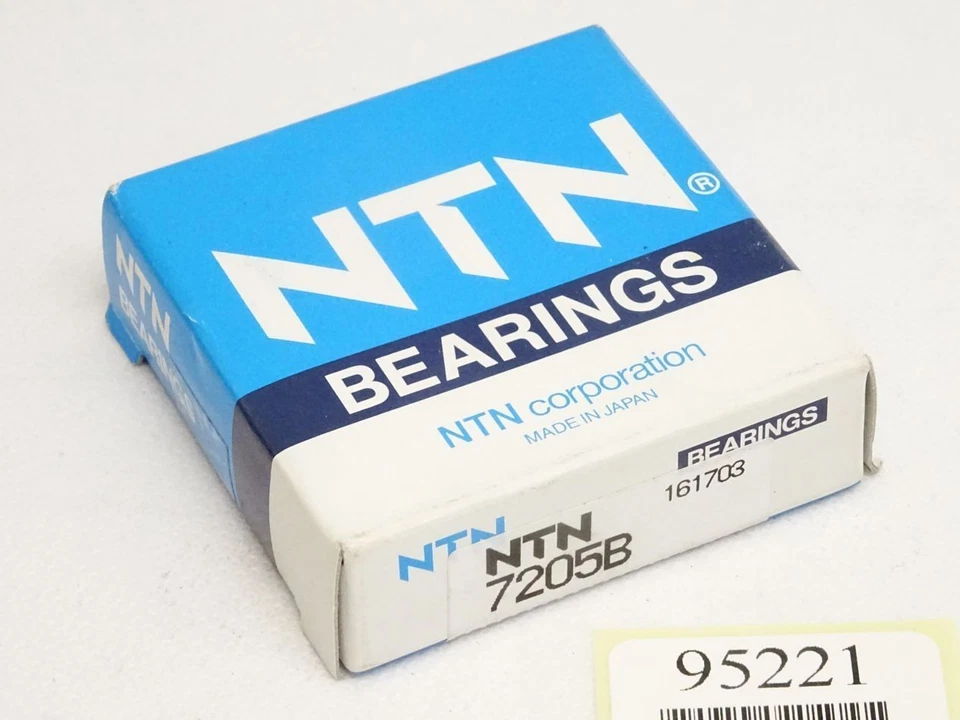 NTN®
BEARINGS
NTN corporation
MADE IN JAPAN
NTN
BEARINGS
NTN
BEARINGS
161703
NTN
7205B
95221